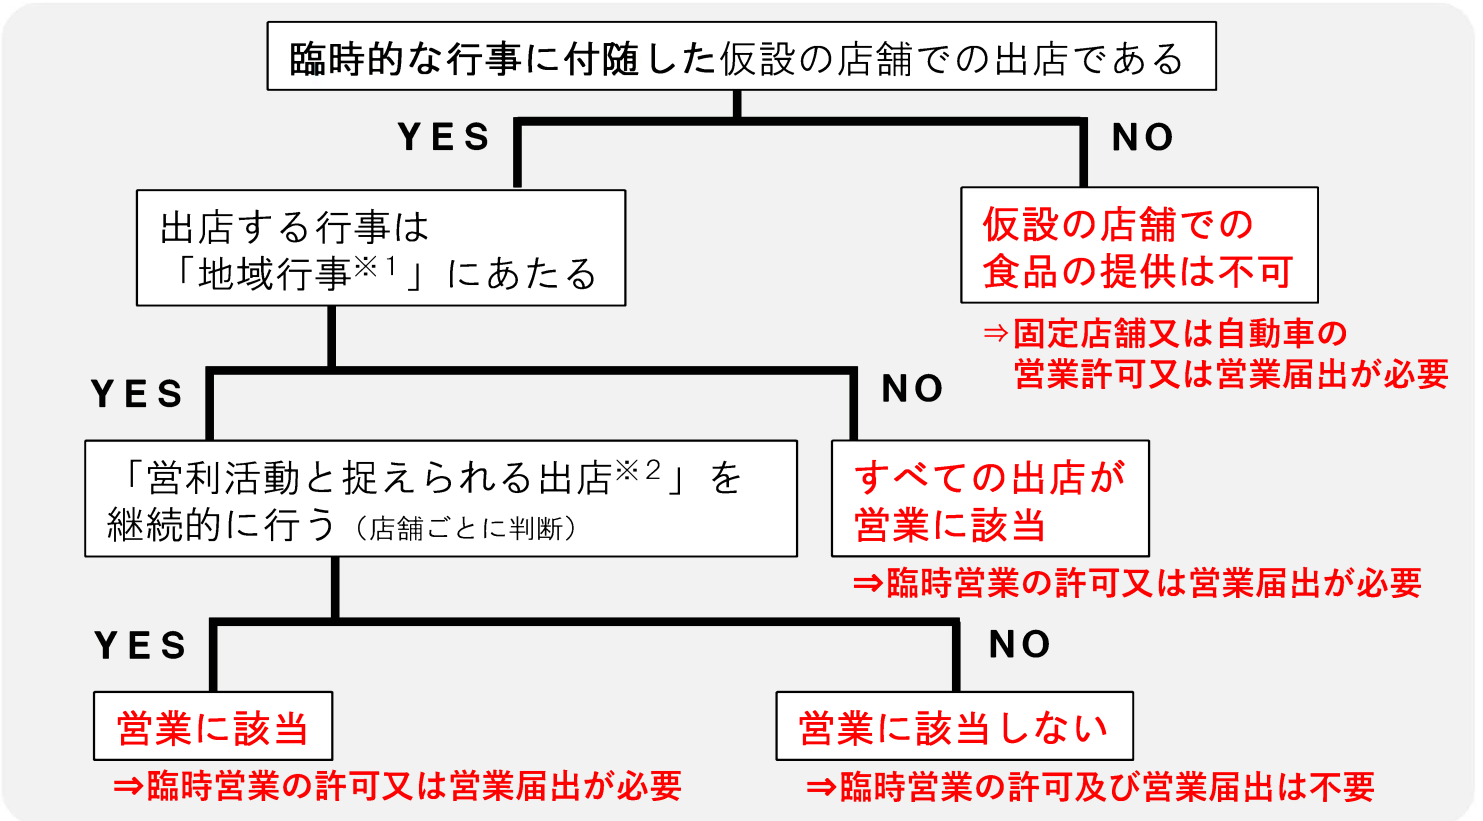 臨時的な行事に付随した仮設の店舗での出店である
YES
NO
出店する行事は
「地域行事※1」にあたる
仮設の店舗での
食品の提供は不可
⇒固定店舗又は自動車の
営業許可又は営業届出が必要
YES
NO
「営利活動と捉えられる出店※2」を
継続的に行う（店舗ごとに判断）
すべての出店が
営業に該当
⇒臨時営業の許可又は営業届出が必要
YES
NO
営業に該当
⇒臨時営業の許可又は営業届出が必要
営業に該当しない
⇒臨時営業の許可及び営業届出は不要